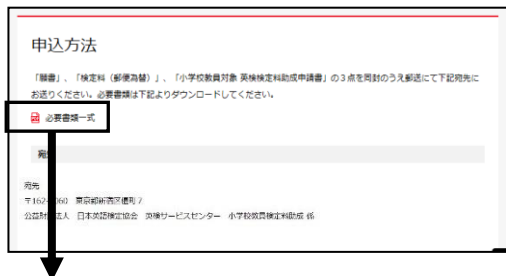 申込方法
「願書」、「検定料（郵便為替）」、「小学校教員対象 英検検定料助成申請書」の３点を同封のうえ郵送にて下記宛先に
お送りください。必要書類は下記よりダウンロードしてください。
必要書類一式
宛
宛先
〒162- 060　東京都新宿区横町７
公益財 法人　日本英語検定協会　英検サービスセンター　小学校教員検定料助成 係